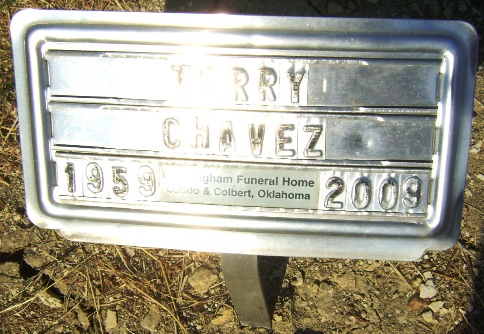 TERRY
CHAVEZ
1959 Funeral Home 2009
& Colbert, Oklahoma